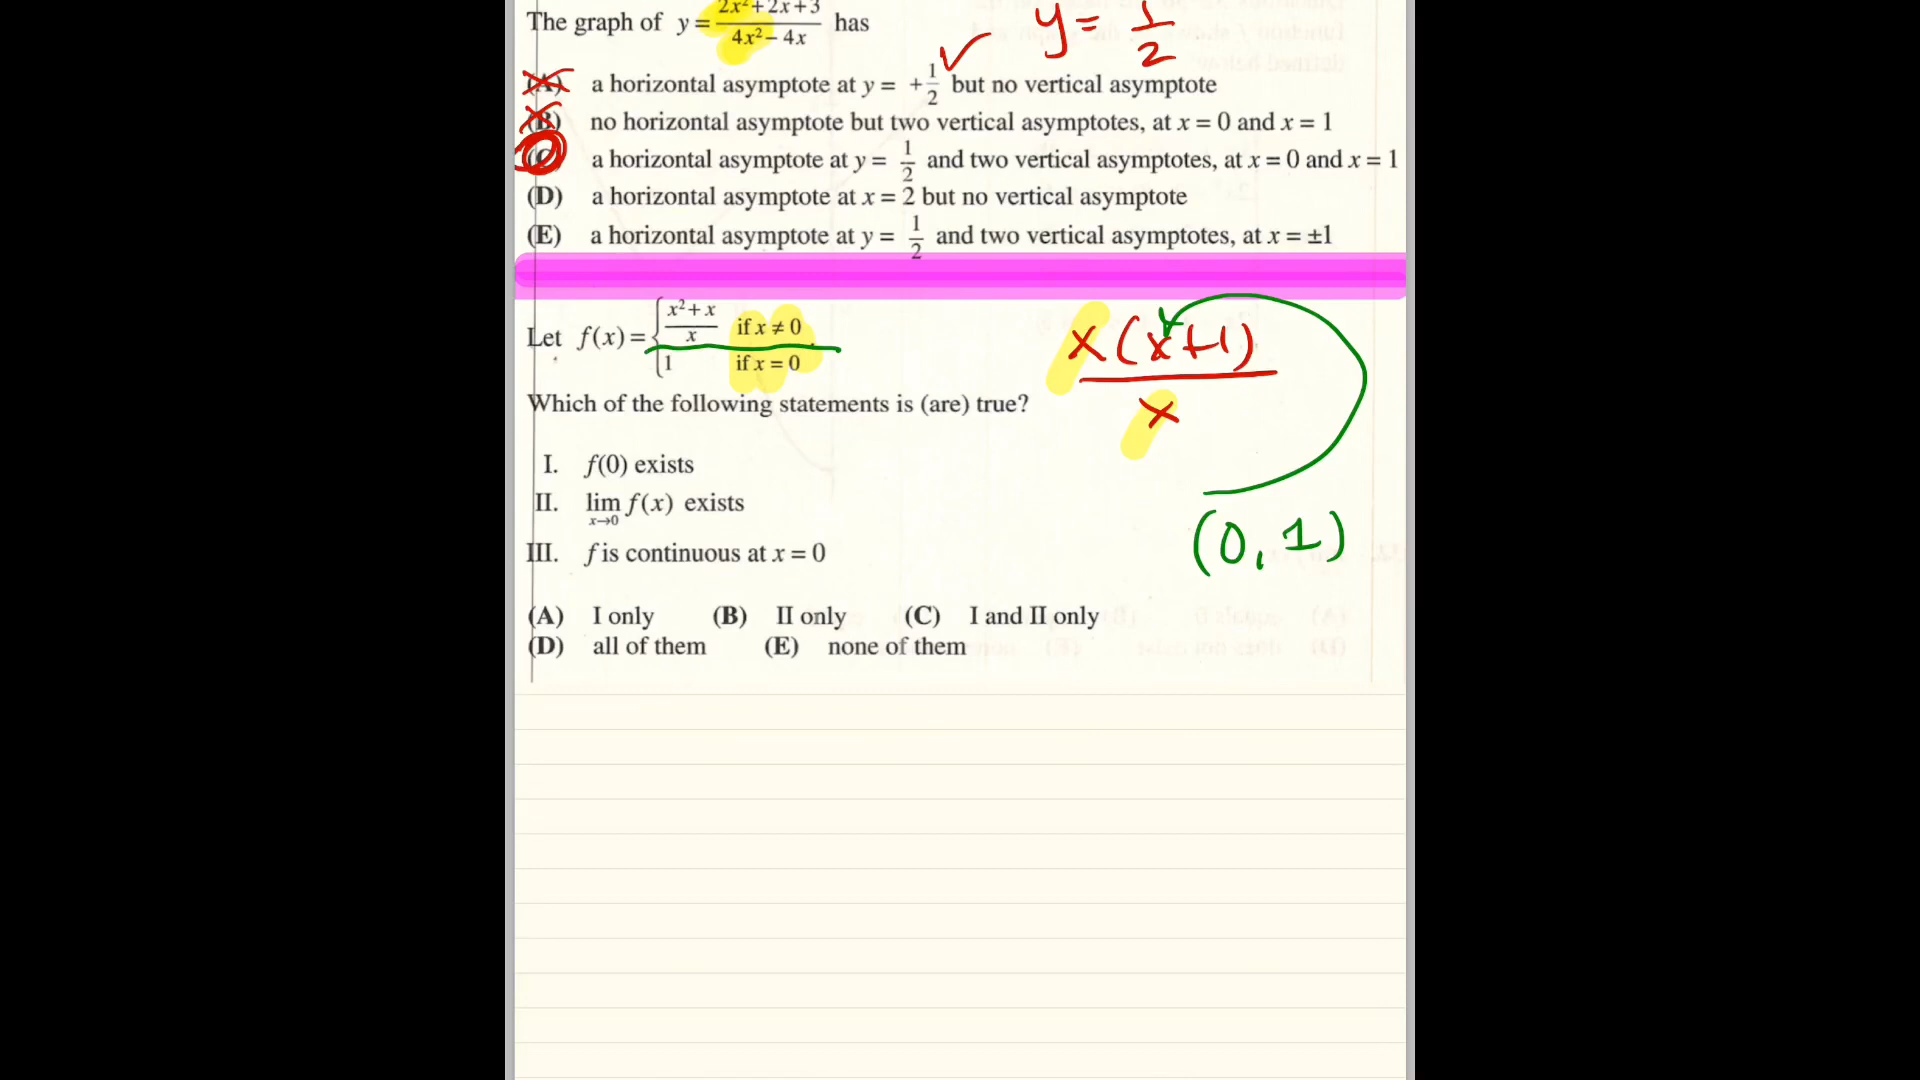 The graph of y = 2x² + 2x + 3 / 4x² – 4x has
y = 1/2
(A) a horizontal asymptote at y = + 1/2 but no vertical asymptote
(B) no horizontal asymptote but two vertical asymptotes, at x = 0 and x = 1
(C) a horizontal asymptote at y = 1/2 and two vertical asymptotes, at x = 0 and x = 1
(D) a horizontal asymptote at x = 2 but no vertical asymptote
(E) a horizontal asymptote at y = 1/2 and two vertical asymptotes, at x = ±1
Let f(x) = { x² + x / x if x ≠ 0
1 if x = 0
x(x+1)
x
Which of the following statements is (are) true?
I. f(0) exists
II. lim x→0 f(x) exists
III. f is continuous at x = 0
(0, 1)
(A) I only (B) II only (C) I and II only
(D) all of them (E) none of them